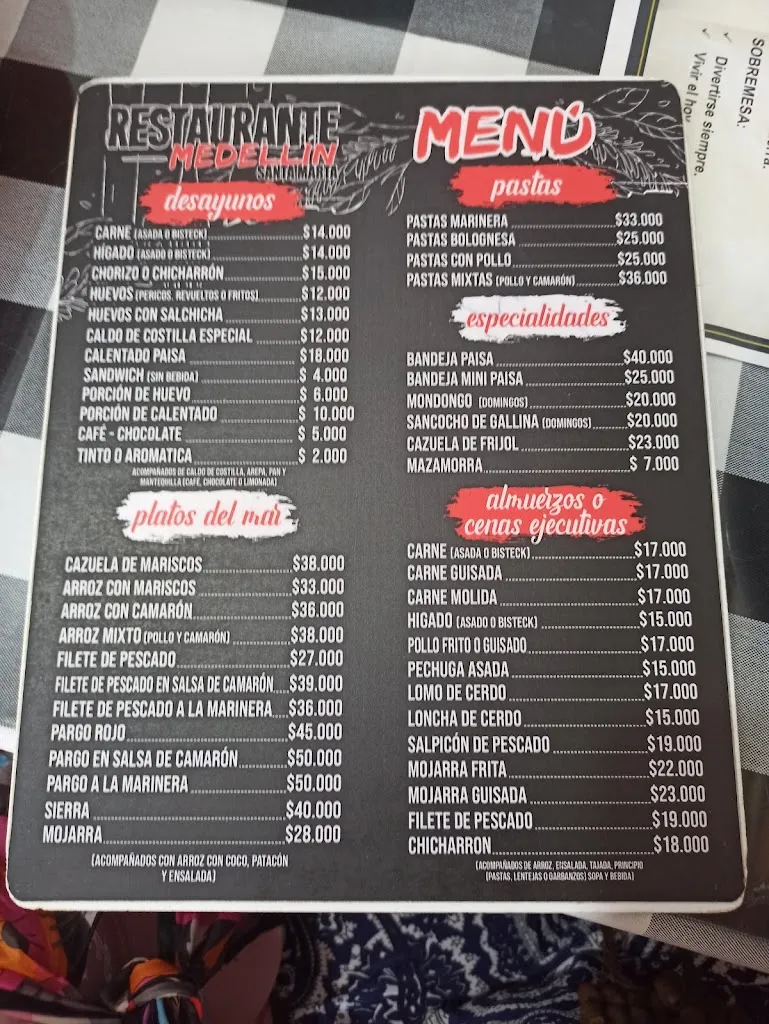 RESTAURANTE
MEDELLIN
SANTA MARTA
desayunos
CARNE (ASADA O BISTECK) $14.000
HÍGADO (ASADO O BISTECK) $14.000
CHORIZO O CHICHARRÓN $15.000
HUEVOS (PERICOS, REVUELTOS O FRITOS) $12.000
HUEVOS CON SALCHICHA $13.000
CALDO DE COSTILLA ESPECIAL $12.000
CALENTADO PAISA $18.000
SANDWICH (SIN BEBIDA) $ 4.000
PORCIÓN DE HUEVO $ 6.000
PORCIÓN DE CALENTADO $ 10.000
CAFÉ - CHOCOLATE $ 5.000
TINTO O AROMATICA $ 2.000
ACOMPAÑADOS DE CALDO DE COSTILLA, AREPA, PAN Y
MANTEQUILLA (CAFÉ, CHOCOLATE O LIMONADA)
platos del mar
CAZUELA DE MARISCOS $38.000
ARROZ CON MARISCOS $33.000
ARROZ CON CAMARÓN $36.000
ARROZ MIXTO (POLLO Y CAMARÓN) $38.000
FILETE DE PESCADO $27.000
FILETE DE PESCADO EN SALSA DE CAMARÓN $39.000
FILETE DE PESCADO A LA MARINERA $36.000
PARGO ROJO $45.000
PARGO EN SALSA DE CAMARÓN $50.000
PARGO A LA MARINERA $50.000
SIERRA $40.000
MOJARRA $28.000
(ACOMPAÑADOS CON ARROZ CON COCO, PATACÓN
Y ENSALADA)
MENÚ
pastas
PASTAS MARINERA $33.000
PASTAS BOLOGNESA $25.000
PASTAS CON POLLO $25.000
PASTAS MIXTAS (POLLO Y CAMARÓN) $36.000
especialidades
BANDEJA PAISA $40.000
BANDEJA MINI PAISA $25.000
MONDONGO (DOMINGOS) $20.000
SANCOCHO DE GALLINA (DOMINGOS) $20.000
CAZUELA DE FRIJOL $23.000
MAZAMORRA $ 7.000
almuerzos o
cenas ejecutivas
CARNE (ASADA O BISTECK) $17.000
CARNE GUISADA $17.000
CARNE MOLIDA $17.000
HIGADO (ASADO O BISTECK) $15.000
POLLO FRITO O GUISADO $17.000
PECHUGA ASADA $15.000
LOMO DE CERDO $17.000
LONCHA DE CERDO $15.000
SALPICÓN DE PESCADO $19.000
MOJARRA FRITA $22.000
MOJARRA GUISADA $23.000
FILETE DE PESCADO $19.000
CHICHARRON $18.000
(ACOMPAÑADOS DE ARROZ, ENSALADA, TAJADA, PRINCIPIO
(PASTAS, LENTEJAS O GARBANZOS) SOPA Y BEBIDA)
SOBREMESA:
✓ Divertirse siempre.
✓ Vivir el